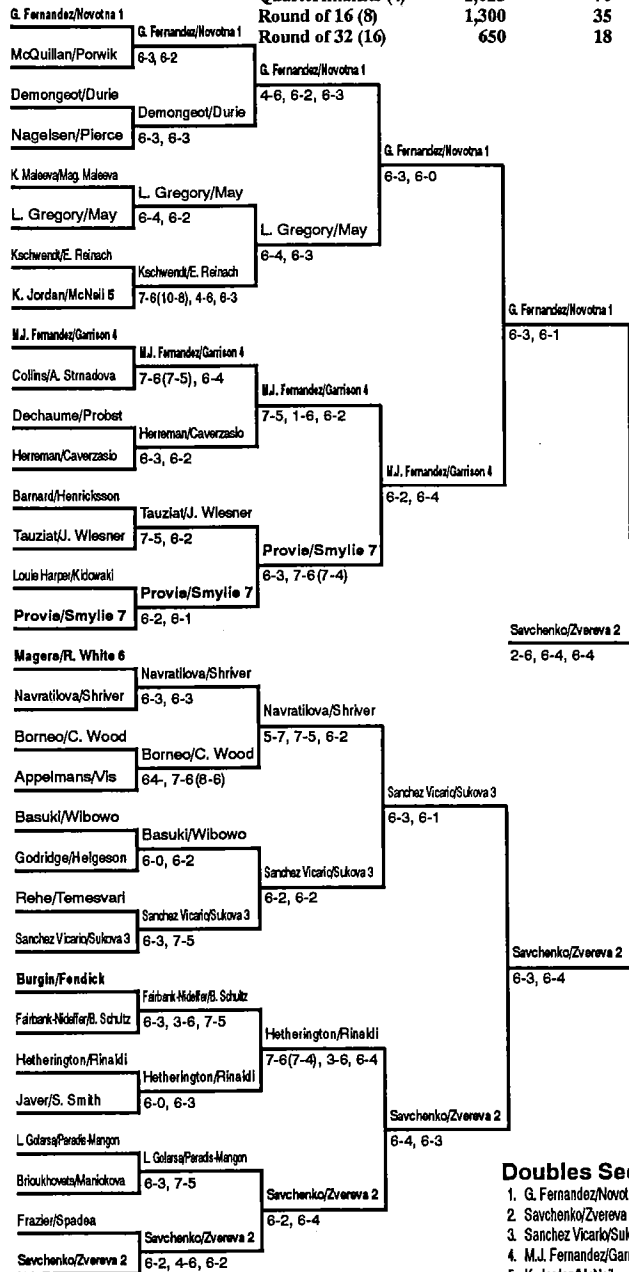 Round of 16 (8) 1,300 35
Round of 32 (16) 650 18
G. Fernandez/Novotna 1
G. Fernandez/Novotna 1
McQuillan/Porwik
6-3, 6-2
G. Fernandez/Novotna 1
Demongeot/Durie
4-6, 6-2, 6-3
Demongeot/Durie
Nagelsen/Pierce
6-3, 6-3
G. Fernandez/Novotna 1
K. Maleeva/Mag. Maleeva
6-3, 6-0
L. Gregory/May
L. Gregory/May
6-4, 6-2
L. Gregory/May
Kschwendt/E. Reinach
6-4, 6-3
Kschwendt/E. Reinach
K. Jordan/McNeil 5
7-6(10-8), 4-6, 6-3
G. Fernandez/Novotna 1
M.J. Fernandez/Garrison 4
6-3, 6-1
M.J. Fernandez/Garrison 4
Collins/A. Strnadova
7-6(7-5), 6-4
M.J. Fernandez/Garrison 4
Dechaume/Probst
7-5, 1-6, 6-2
Herreman/Caverzasio
Herreman/Caverzasio
6-3, 6-2
M.J. Fernandez/Garrison 4
Barnard/Henricksson
6-2, 6-4
Tauziat/J. Wiesner
Tauziat/J. Wiesner
7-5, 6-2
Provis/Smylie 7
Louie Harper/Kidowaki
6-3, 7-6(7-4)
Provis/Smylie 7
Provis/Smylie 7
6-2, 6-1
Savchenko/Zvereva 2
Magers/R. White 6
2-6, 6-4, 6-4
Navratilova/Shriver
Navratilova/Shriver
6-3, 6-3
Navratilova/Shriver
Borneo/C. Wood
5-7, 7-5, 6-2
Borneo/C. Wood
Appelmans/Vis
64-, 7-6(8-6)
Sanchez Vicario/Sukova 3
Basuki/Wibowo
6-3, 6-1
Basuki/Wibowo
Godridge/Helgeson
6-0, 6-2
Sanchez Vicario/Sukova 3
Rehe/Temesvari
6-2, 6-2
Sanchez Vicario/Sukova 3
Sanchez Vicario/Sukova 3
6-3, 7-5
Savchenko/Zvereva 2
Burgin/Fendick
6-3, 6-4
Fairbank-Nideffer/B. Schultz
Fairbank-Nideffer/B. Schultz
6-3, 3-6, 7-5
Hetherington/Rinaldi
Hetherington/Rinaldi
7-6(7-4), 3-6, 6-4
Hetherington/Rinaldi
Javer/S. Smith
6-0, 6-3
Savchenko/Zvereva 2
L. Golarsa/Paradis-Mangon
6-4, 6-3
L. Golarsa/Paradis-Mangon
Brioukhovets/Maniokova
6-3, 7-5
Savchenko/Zvereva 2
Frazier/Spadea
6-2, 6-4
Savchenko/Zvereva 2
Savchenko/Zvereva 2
6-2, 4-6, 6-2
Doubles See
1. G. Fernandez/Novot
2. Savchenko/Zvereva
3. Sanchez Vicario/Suk
4. M.J. Fernandez/Garr